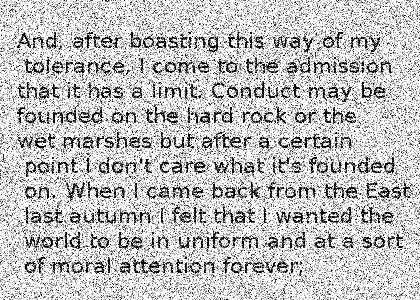 And, after boasting this way of my
tolerance, I come to the admission
that it has a limit. Conduct may be
founded on the hard rock or the
wet marshes but after a certain
point I don't care what it's founded
on. When I came back from the East
last autumn I felt that I wanted the
world to be in uniform and at a sort
of moral attention forever;